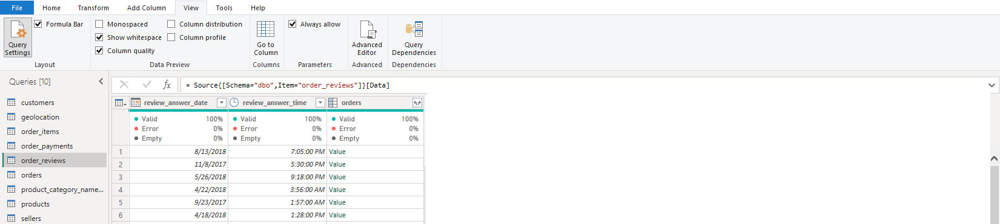 File Home Transform Add Column View Tools Help
Query Settings
Formula Bar
Layout
Monospaced
Show whitespace
Column quality
Column distribution
Column profile
Data Preview
Go to Column
Columns
Always allow
Parameters
Advanced Editor
Advanced
Query Dependencies
Dependencies
Queries [10]
fx = Source{[Schema="dbo",Item="order_reviews"]}[Data]
customers
geolocation
order_items
order_payments
order_reviews
orders
product_category_name...
products
sellers
review_answer_date review_answer_time orders
Valid 100% Valid 100% Valid 100%
Error 0% Error 0% Error 0%
Empty 0% Empty 0% Empty 0%
1 8/13/2018 7:05:00 PM Value
2 11/8/2017 5:30:00 PM Value
3 5/26/2018 9:18:00 PM Value
4 4/22/2018 3:56:00 AM Value
5 9/23/2017 1:57:00 AM Value
6 4/18/2018 1:28:00 PM Value